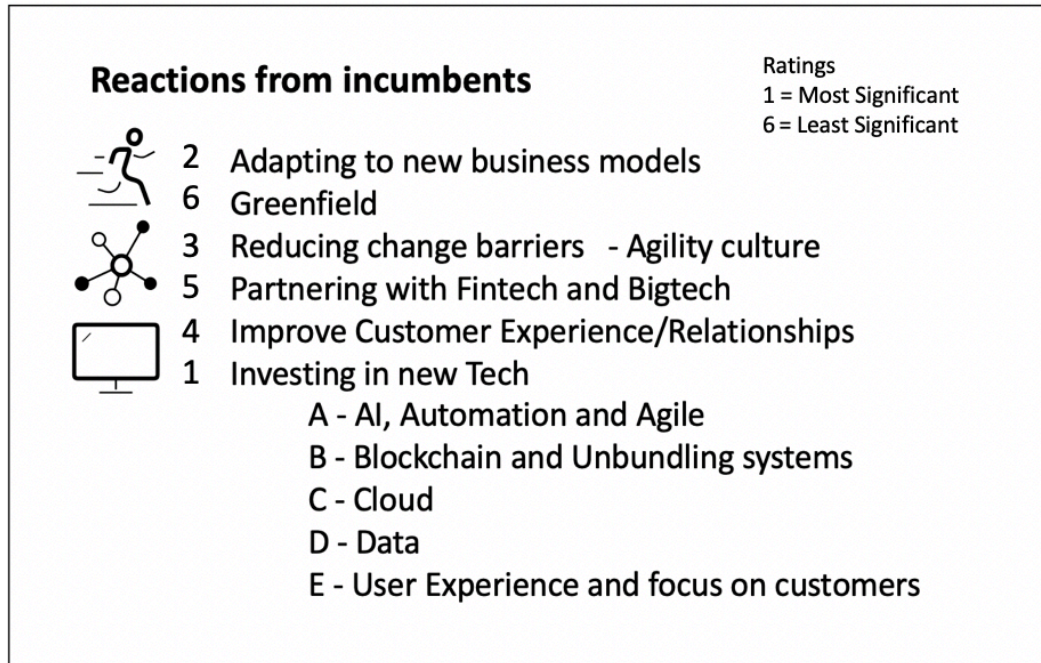 Reactions from incumbents
Ratings
1 = Most Significant
6 = Least Significant
2 Adapting to new business models
6 Greenfield
3 Reducing change barriers - Agility culture
5 Partnering with Fintech and Bigtech
4 Improve Customer Experience/Relationships
1 Investing in new Tech
A - AI, Automation and Agile
B - Blockchain and Unbundling systems
C - Cloud
D - Data
E - User Experience and focus on customers